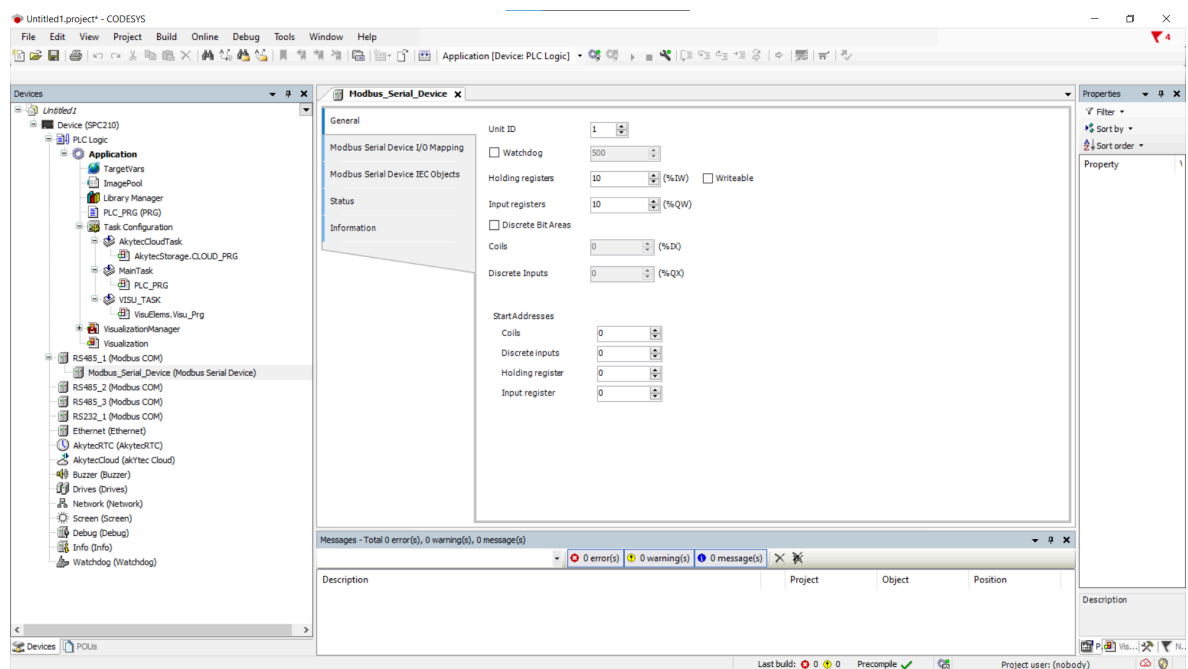 Untitled1.project* - CODESYS
File Edit View Project Build Online Debug Tools Window Help
4
Application [Device: PLC Logic]
Devices
Untitled1
Device (SPC210)
PLC Logic
Application
TargetVars
ImagePool
Library Manager
PLC_PRG (PRG)
Task Configuration
AkytecCloudTask
AkytecStorage.CLOUD_PRG
MainTask
PLC_PRG
VISU_TASK
VisuElems.Visu_Prg
VisualizationManager
Visualization
RS485_1 (Modbus COM)
Modbus_Serial_Device (Modbus Serial Device)
RS485_2 (Modbus COM)
RS485_3 (Modbus COM)
RS232_1 (Modbus COM)
Ethernet (Ethernet)
AkytecRTC (AkytecRTC)
AkytecCloud (akYtec Cloud)
Buzzer (Buzzer)
Drives (Drives)
Network (Network)
Screen (Screen)
Debug (Debug)
Info (Info)
Watchdog (Watchdog)
Devices POUs
Modbus_Serial_Device
General
Modbus Serial Device I/O Mapping
Modbus Serial Device IEC Objects
Status
Information
Unit ID 1
Watchdog 500
Holding registers 10 (%IW) Writeable
Input registers 10 (%QW)
Discrete Bit Areas
Coils 0 (%IX)
Discrete Inputs 0 (%QX)
StartAddresses
Coils 0
Discrete inputs 0
Holding register 0
Input register 0
Messages - Total 0 error(s), 0 warning(s), 0 message(s)
0 error(s) 0 warning(s) 0 message(s)
Description Project Object Position
Properties
Filter
Sort by
Sort order
Property
Description
P Vis... N..
Last build: 0 0 Precompile Project user: (nobody)